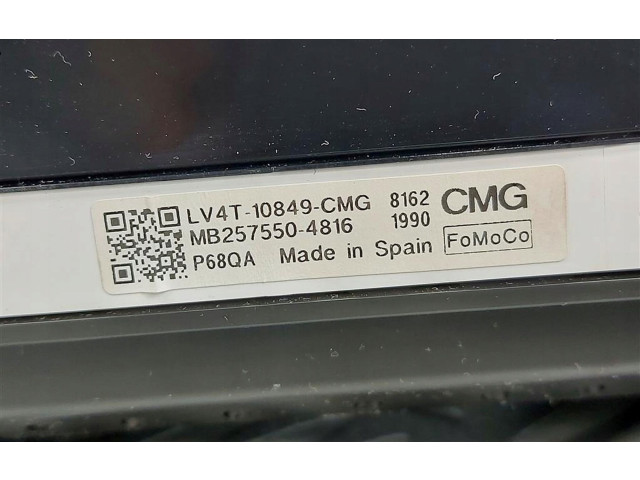 LV4T-10849-CMG 8162 CMG
MB257550-4816 1990
P68QA Made in Spain FoMoCo